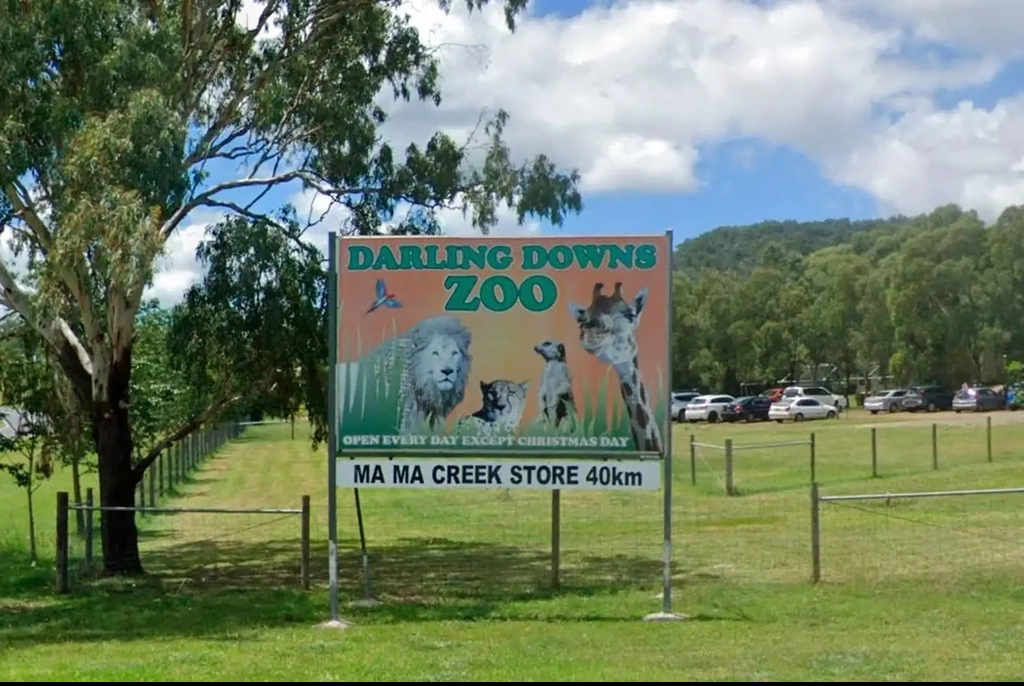 DARLING DOWNS
ZOO
OPEN EVERY DAY EXCEPT CHRISTMAS DAY
MA MA CREEK STORE 40km